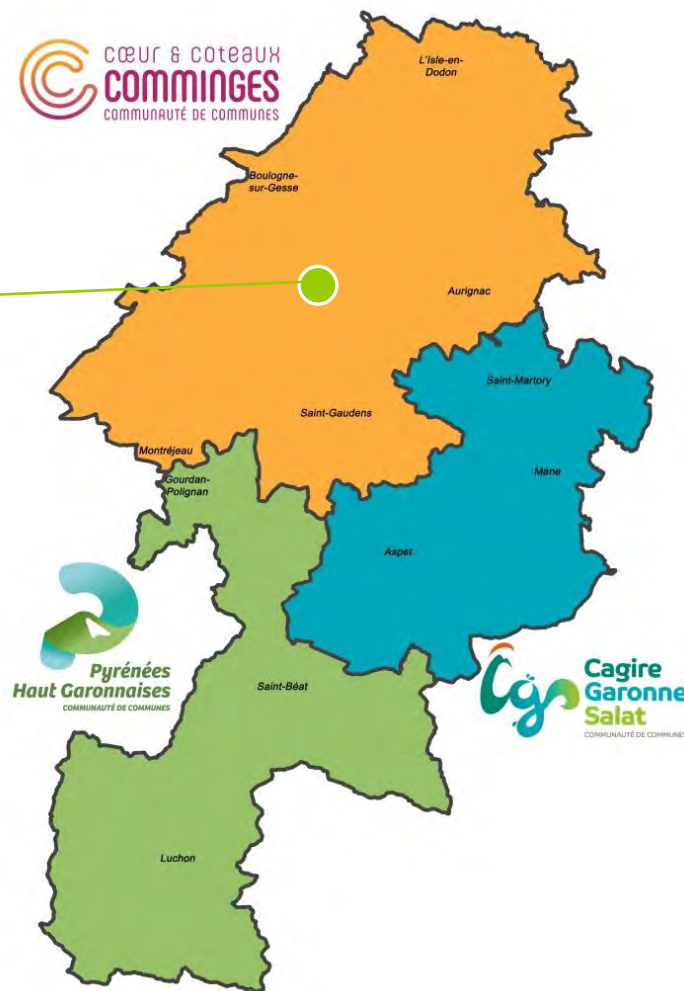 cœur & coteaux
COMMINGES
COMMUNAUTÉ DE COMMUNES
L'Isle-en-
Dodon
Boulogne-
sur-Gesse
Aurignac
Saint-Martory
Saint-Gaudens
Montréjeau
Gourdan-
Polignan
Mane
Aspet
Pyrénées
Haut Garonnaises
COMMUNAUTÉ DE COMMUNES
Saint-Béat
Cg
Cagire
Garonne
Salat
COMMUNAUTÉ DE COMMUNES
Luchon